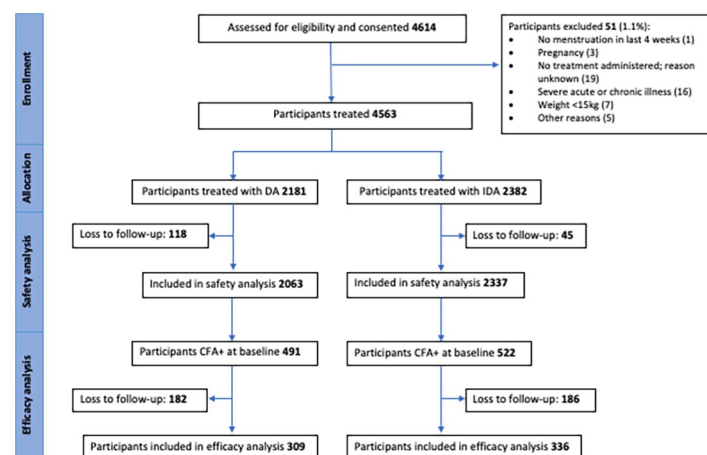 Enrollment
Assessed for eligibility and consented 4614
Participants excluded 51 (1.1%):
• No menstruation in last 4 weeks (1)
• Pregnancy (3)
• No treatment administered; reason
unknown (19)
• Severe acute or chronic illness (16)
• Weight <15kg (7)
• Other reasons (5)
Participants treated 4563
Allocation
Participants treated with DA 2181
Participants treated with IDA 2382
Safety analysis
Loss to follow-up: 118
Loss to follow-up: 45
Included in safety analysis 2063
Included in safety analysis 2337
Efficacy analysis
Participants CFA+ at baseline 491
Participants CFA+ at baseline 522
Loss to follow-up: 182
Loss to follow-up: 186
Participants included in efficacy analysis 309
Participants included in efficacy analysis 336